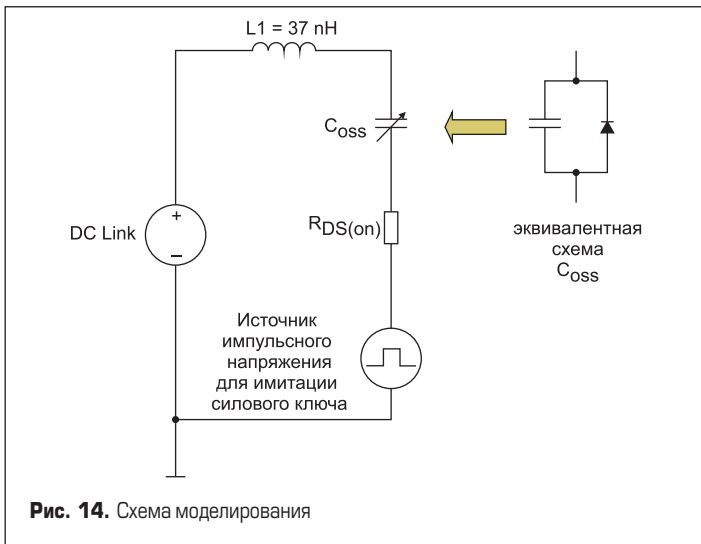 L1 = 37 nH
Coss
DC Link
+
–
RDS(on)
эквивалентная
схема
Coss
Источник
импульсного
напряжения
для имитации
силового ключа
Рис. 14. Схема моделирования